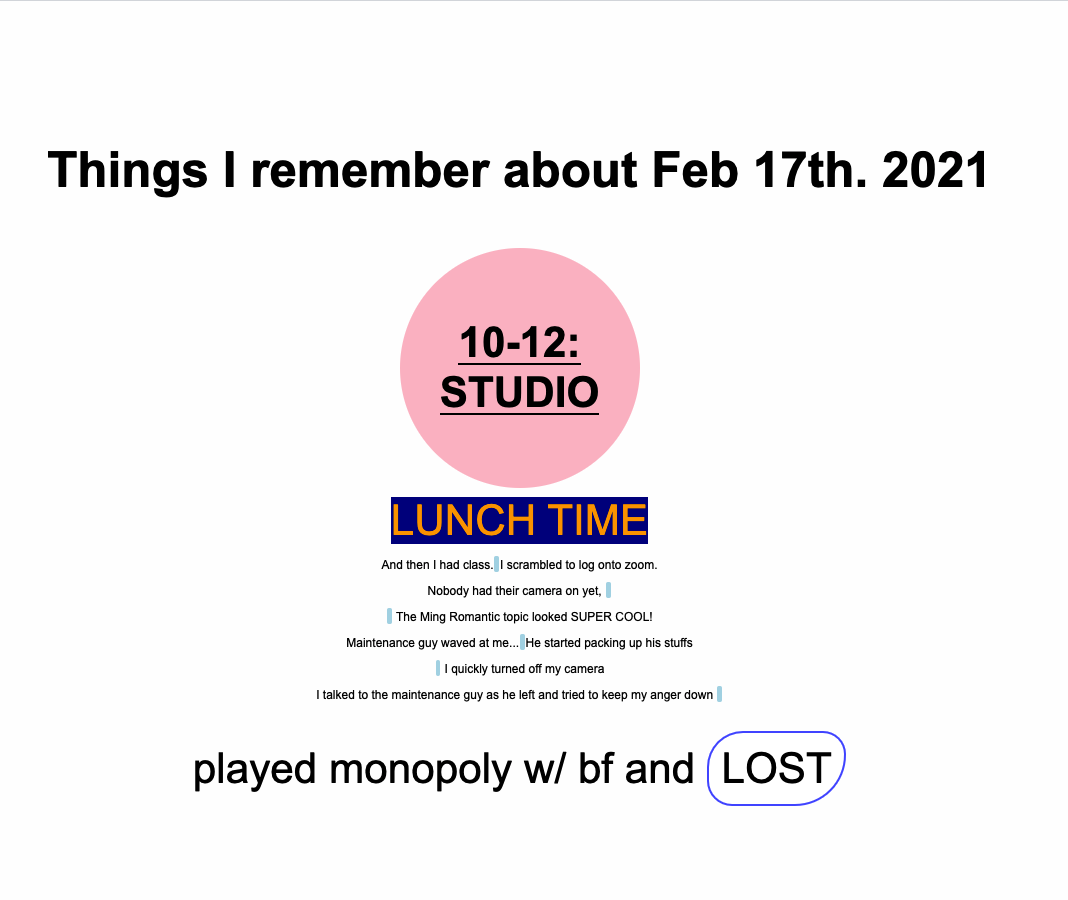 Things I remember about Feb 17th. 2021
10-12:
STUDIO
LUNCH TIME
And then I had class. I scrambled to log onto zoom.
Nobody had their camera on yet,
The Ming Romantic topic looked SUPER COOL!
Maintenance guy waved at me... He started packing up his stuffs
I quickly turned off my camera
I talked to the maintenance guy as he left and tried to keep my anger down
played monopoly w/ bf and LOST